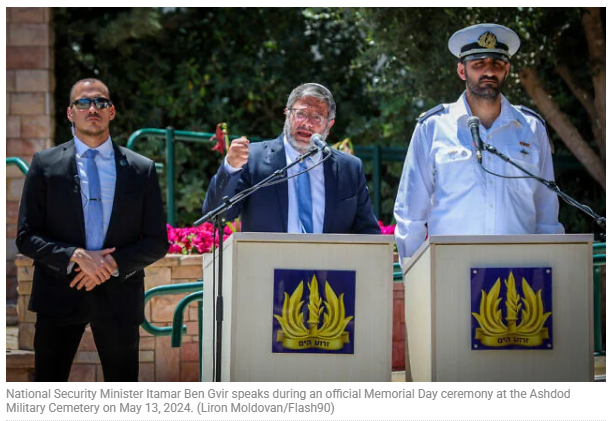 זרוע הים
זרוע הים
National Security Minister Itamar Ben Gvir speaks during an official Memorial Day ceremony at the Ashdod
Military Cemetery on May 13, 2024. (Liron Moldovan/Flash90)